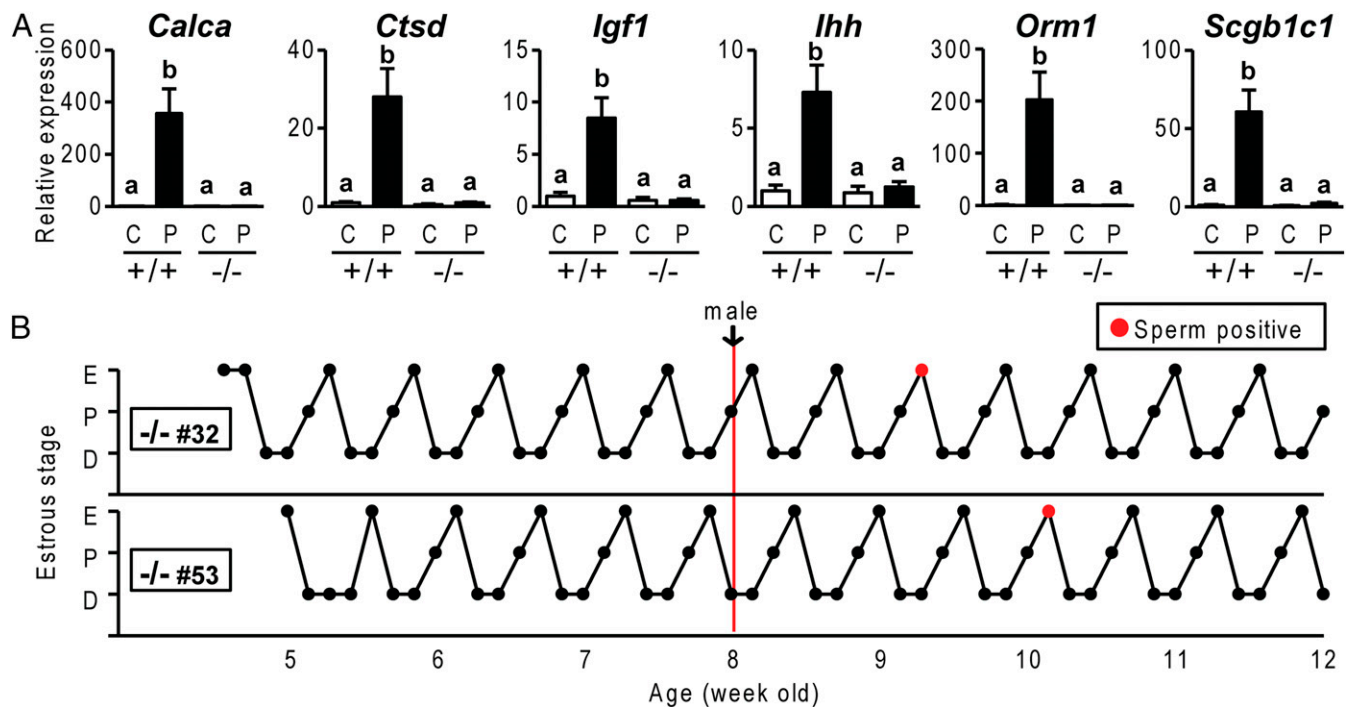 A
Calca Ctsd Igf1 Ihh Orm1 Scgb1c1
Relative expression
600 400 200 0
40 20 0
15 10 5 0
10 5 0
300 200 100 0
100 50 0
a b a a a b a a a b a a a b a a a b a a a b a a
C P C P C P C P C P C P C P C P C P C P C P C P
+/+ -/- +/+ -/- +/+ -/- +/+ -/- +/+ -/- +/+ -/-
B
male
Sperm positive
Estrous stage
E
P
D
-/- #32
E
P
D
-/- #53
5 6 7 8 9 10 11 12
Age (week old)